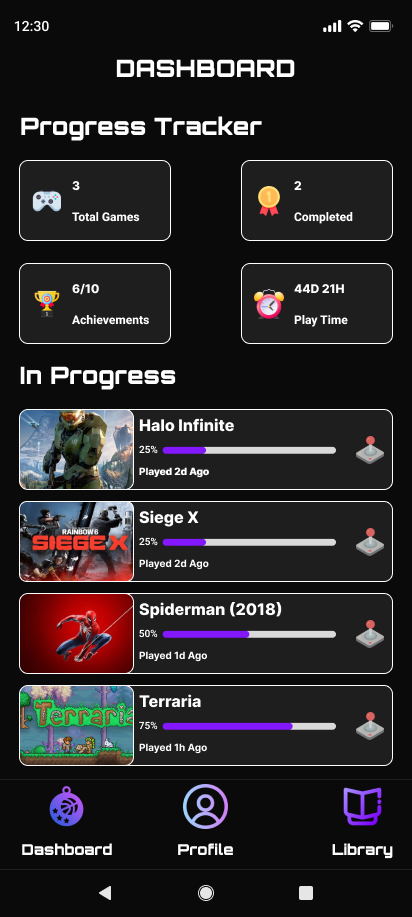 12:30
DASHBOARD
Progress Tracker
3
Total Games
2
Completed
6/10
Achievements
44D 21H
Play Time
In Progress
Halo Infinite
25%
Played 2d Ago
RAINBOW6
SIEGE X
Siege X
25%
Played 2d Ago
Spiderman (2018)
50%
Played 1d Ago
Terraria
Terraria
75%
Played 1h Ago
Dashboard
Profile
Library